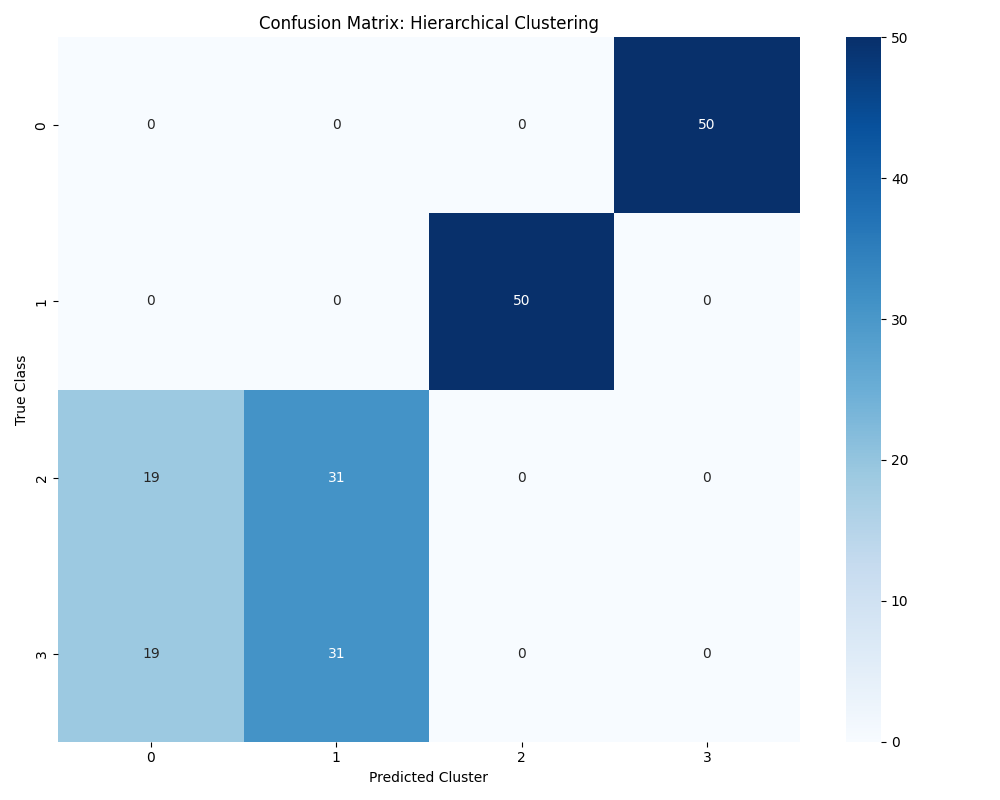 Confusion Matrix: Hierarchical Clustering
True Class
0
0 0 0 50
1
0 0 50 0
2
19 31 0 0
3
19 31 0 0
0 1 2 3
Predicted Cluster
50
40
30
20
10
0